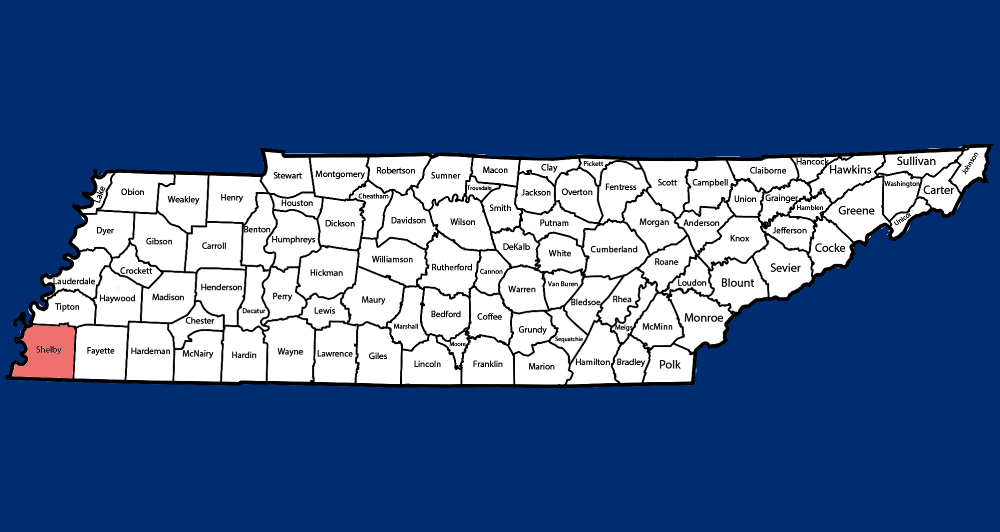 Stewart
Montgomery
Robertson
Sumner
Macon
Clay
Pickett
Fentress
Scott
Campbell
Claiborne
Hancock
Hawkins
Sullivan
Johnson
Lake
Obion
Weakley
Henry
Houston
Cheatham
Trousdale
Jackson
Overton
Union
Grainger
Hamblen
Washington
Carter
Greene
Unicoi
Dyer
Gibson
Carroll
Benton
Humphreys
Dickson
Davidson
Wilson
Smith
Putnam
Morgan
Anderson
Knox
Jefferson
Cocke
Crockett
Williamson
Rutherford
DeKalb
White
Cumberland
Roane
Sevier
Lauderdale
Haywood
Madison
Henderson
Hickman
Cannon
Warren
Van Buren
Loudon
Blount
Tipton
Chester
Decatur
Perry
Lewis
Maury
Bedford
Coffee
Bledsoe
Rhea
Monroe
Marshall
Grundy
Sequatchie
Meigs
McMinn
Shelby
Fayette
Hardeman
McNairy
Hardin
Wayne
Lawrence
Giles
Lincoln
Moore
Franklin
Marion
Hamilton
Bradley
Polk